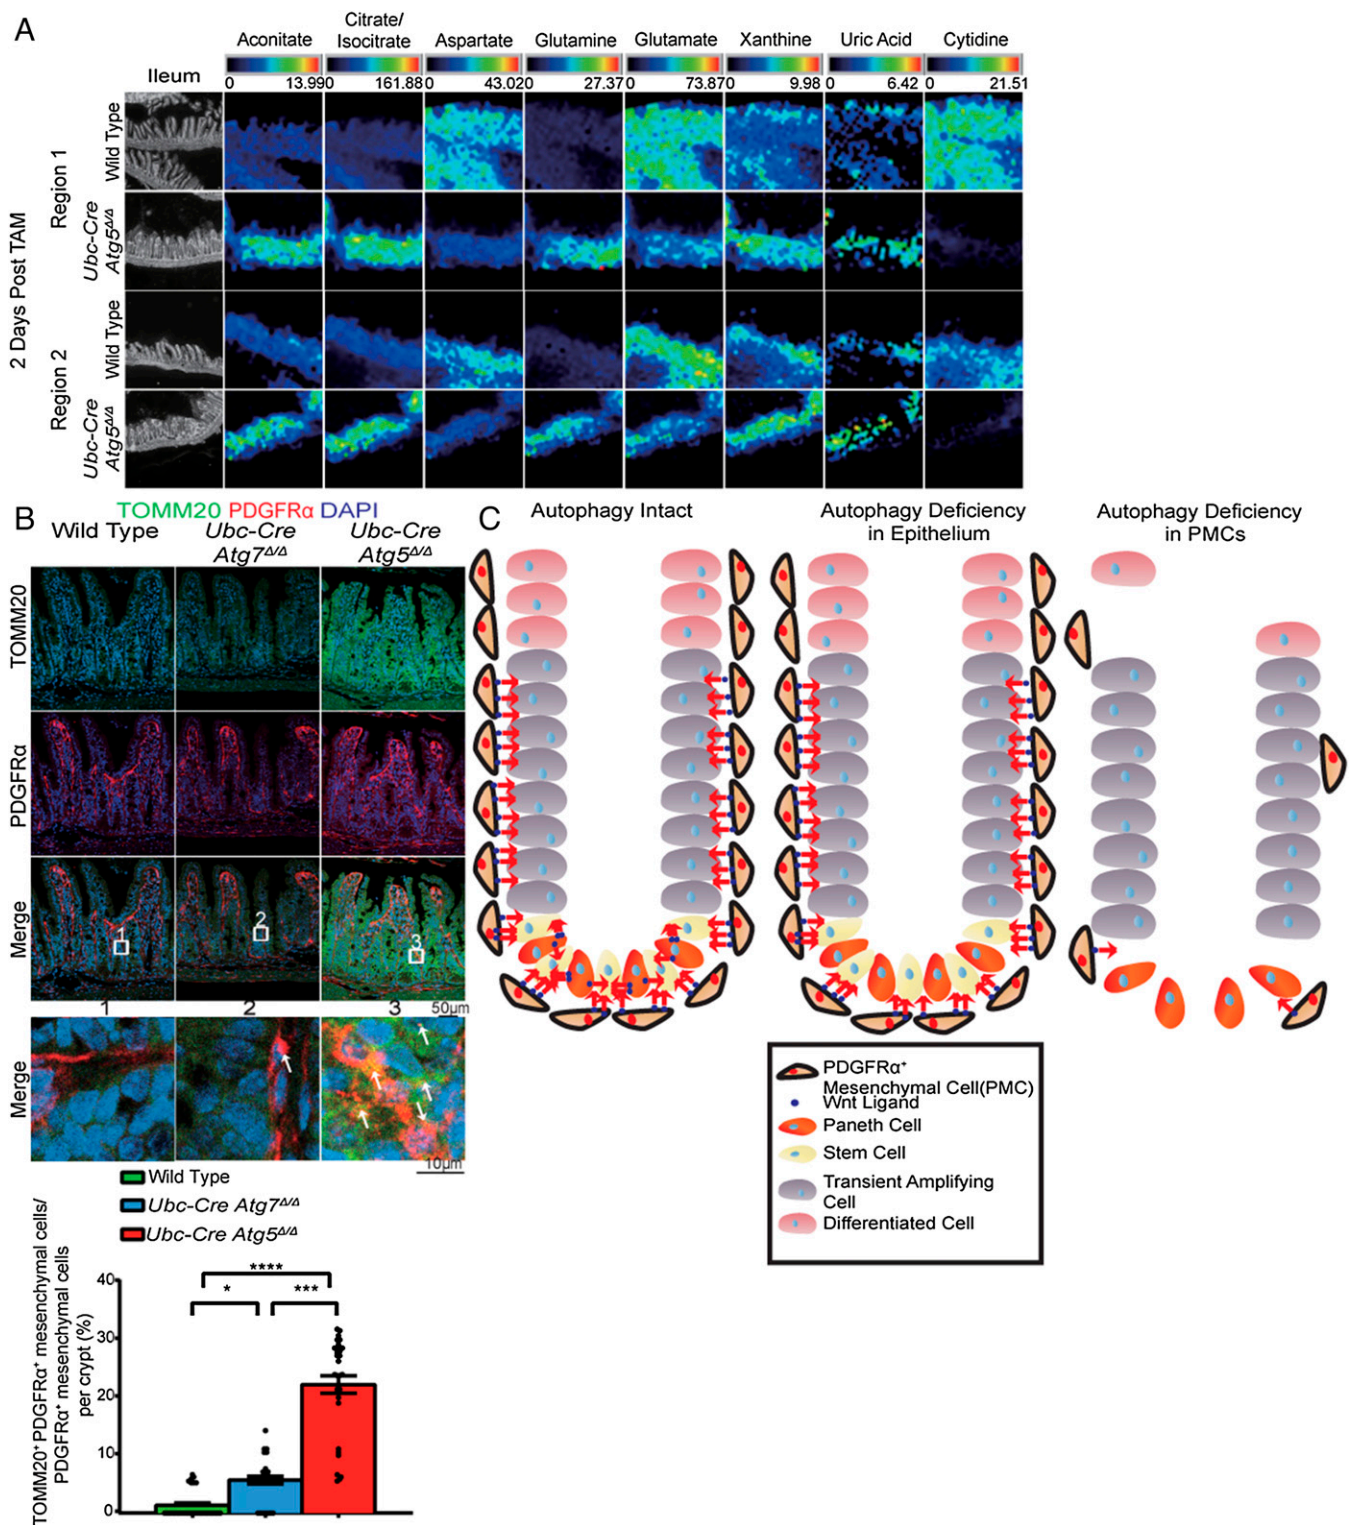 A
Aconitate
Citrate/
Isocitrate
Aspartate
Glutamine
Glutamate
Xanthine
Uric Acid
Cytidine
Ileum
0 13.990 161.880 43.020 27.370 73.870 9.98 0 6.42 0 21.51
2 Days Post TAM
Region 1
Wild Type
Ubc-Cre
Atg5Δ/Δ
Region 2
Wild Type
Ubc-Cre
Atg5Δ/Δ
B
TOMM20 PDGFRα DAPI
Wild Type
Ubc-Cre
Atg7Δ/Δ
Ubc-Cre
Atg5Δ/Δ
TOMM20
PDGFRα
Merge
1
2
3
1 2 3 50μm
Merge
10μm
Wild Type
Ubc-Cre Atg7Δ/Δ
Ubc-Cre Atg5Δ/Δ
TOMM20+ PDGFRα+ mesenchymal cells/
PDGFRα+ mesenchymal cells
per crypt (%)
40
30
20
10
0
****
*
***
C
Autophagy Intact
Autophagy Deficiency
in Epithelium
Autophagy Deficiency
in PMCs
PDGFRα+
Mesenchymal Cell(PMC)
Wnt Ligand
Paneth Cell
Stem Cell
Transient Amplifying
Cell
Differentiated Cell